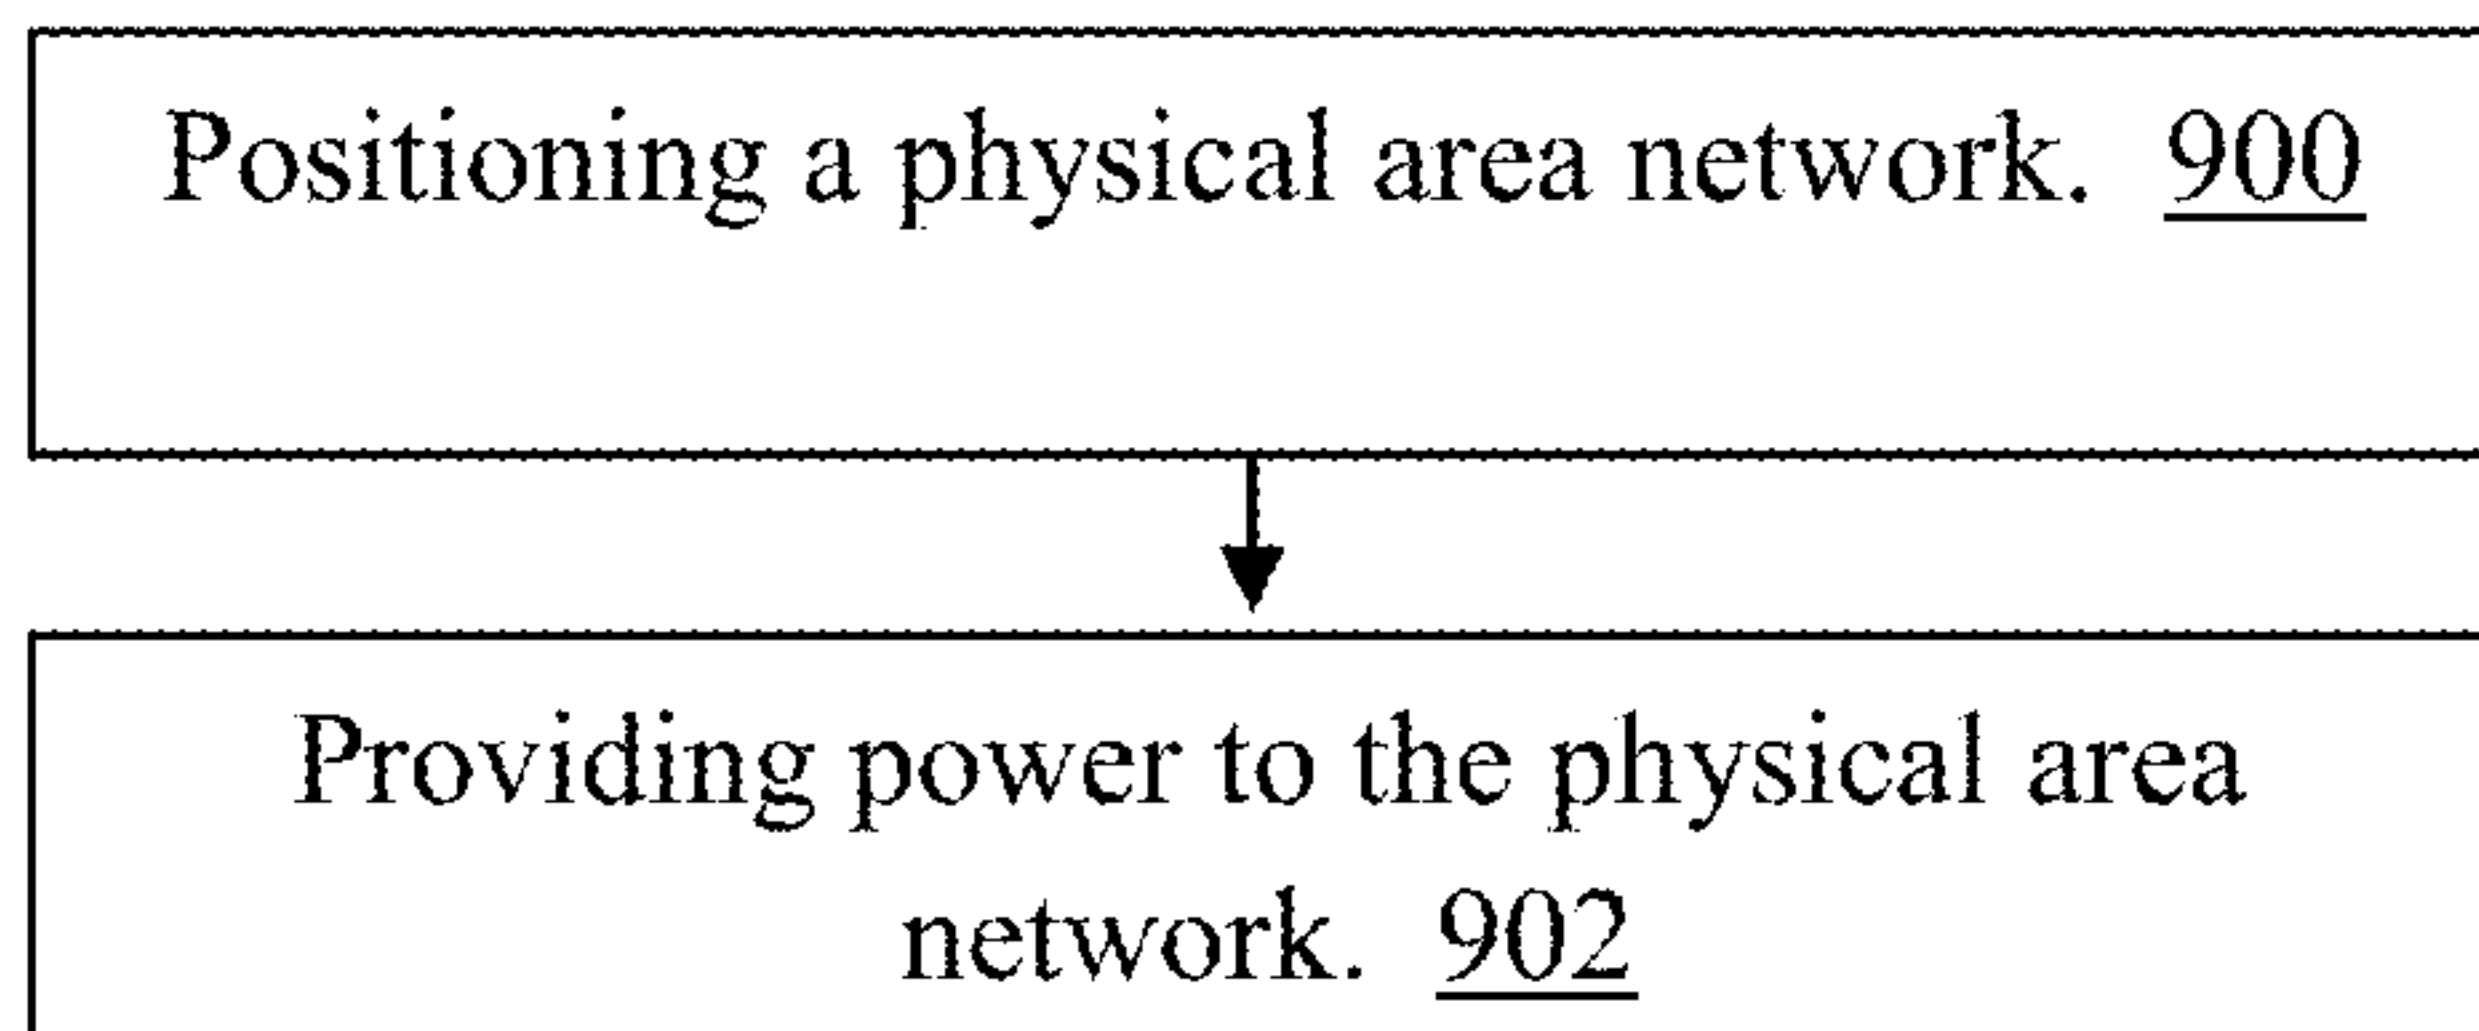 Positioning a physical area network. 900
Providing power to the physical area
network. 902